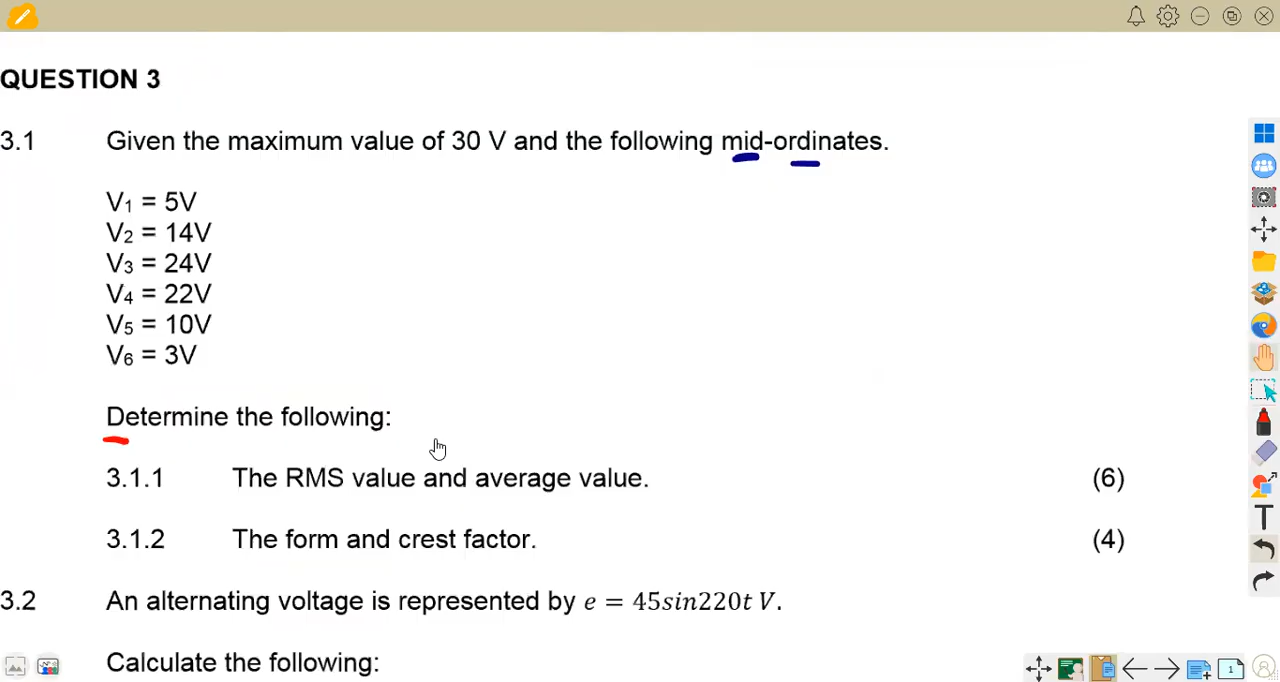 QUESTION 3
3.1 Given the maximum value of 30 V and the following mid-ordinates.
V₁ = 5V
V₂ = 14V
V₃ = 24V
V₄ = 22V
V₅ = 10V
V₆ = 3V
Determine the following:
3.1.1 The RMS value and average value. (6)
3.1.2 The form and crest factor. (4)
3.2 An alternating voltage is represented by e = 45sin220t V.
Calculate the following:
T
1